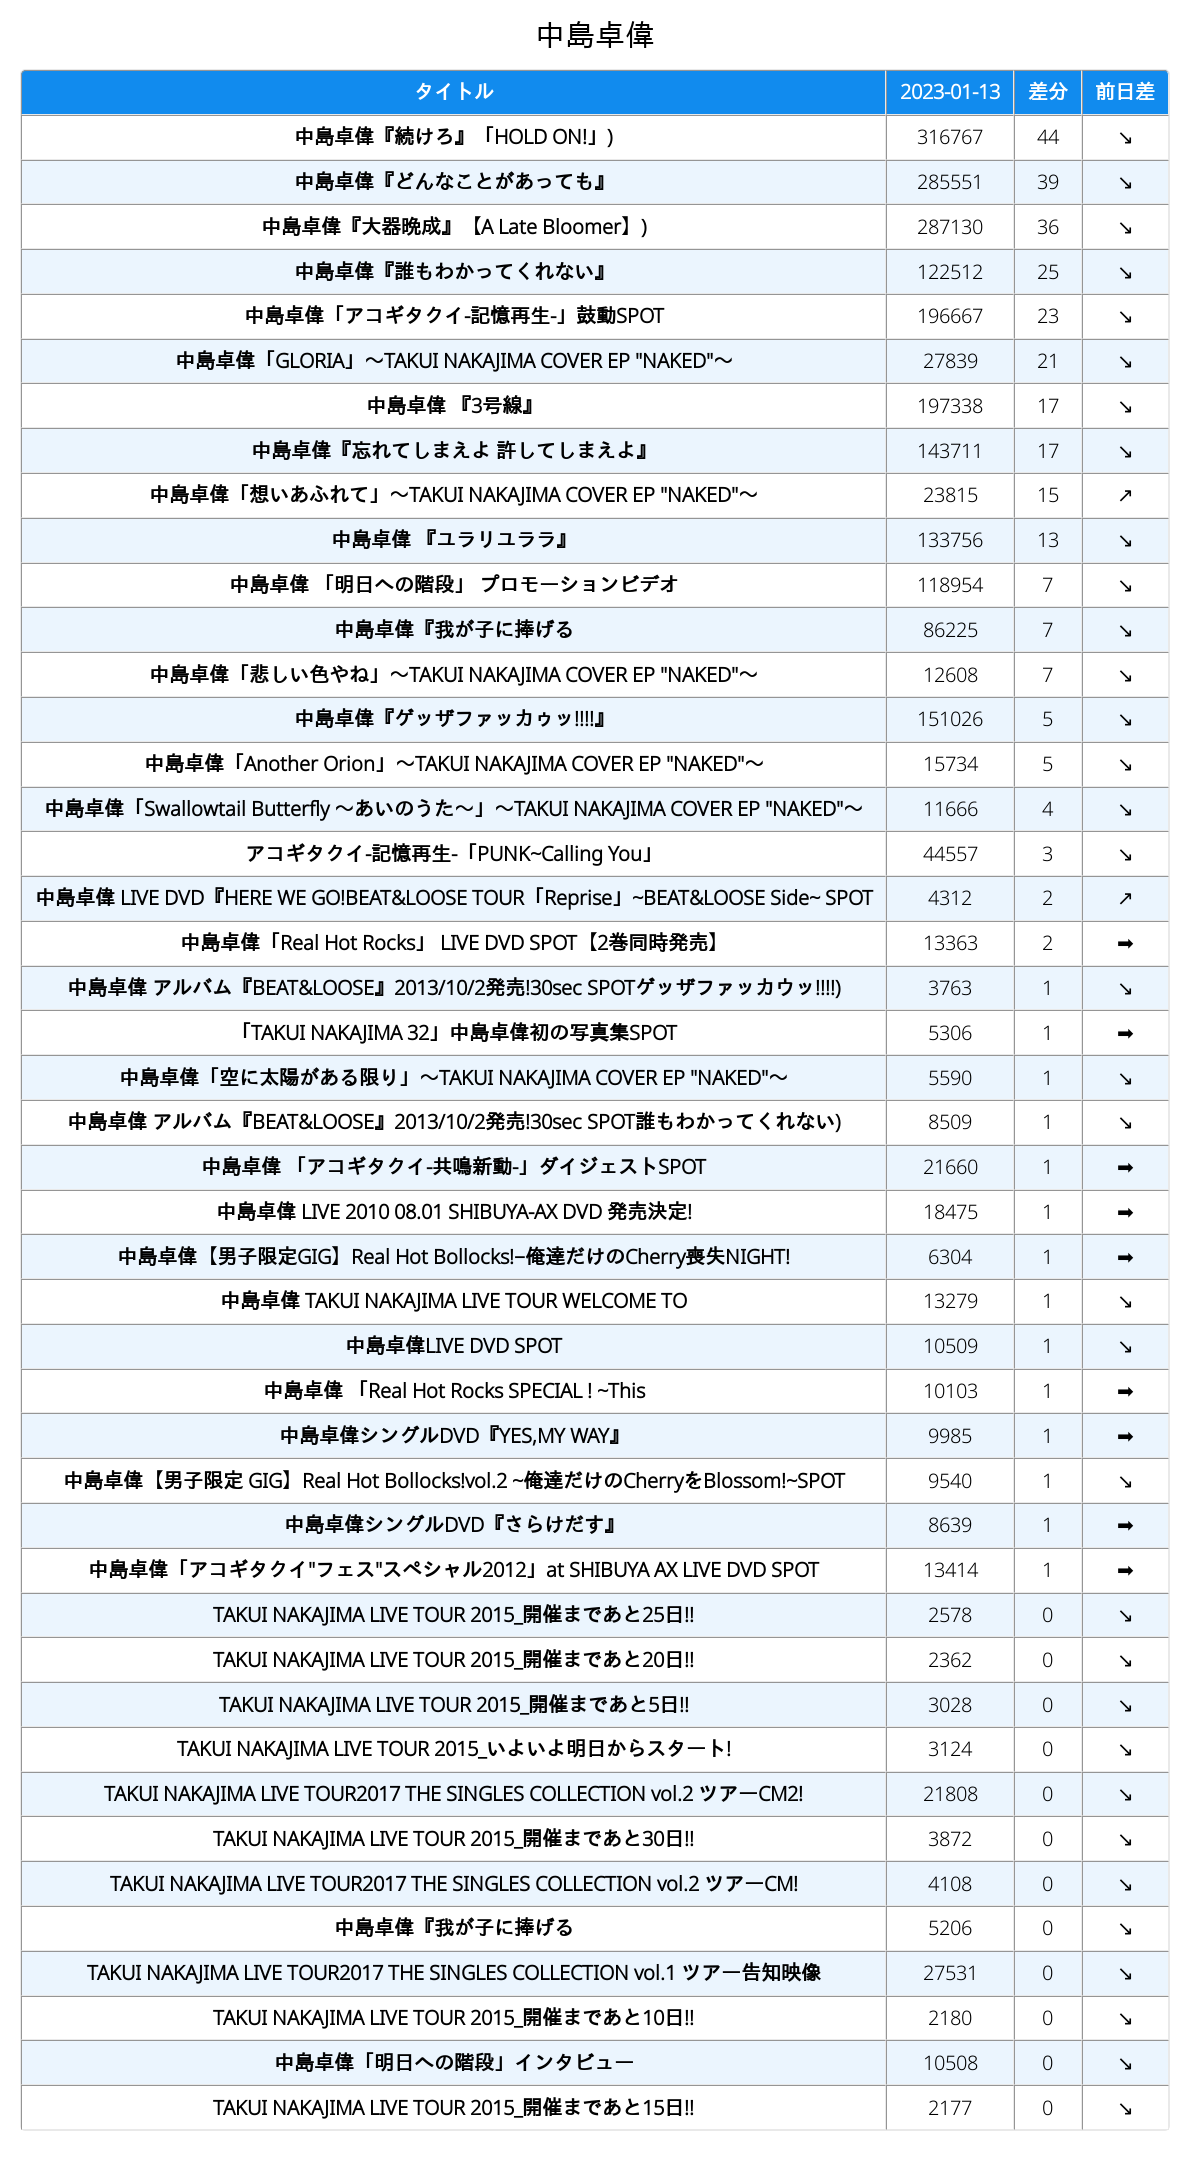 中島卓偉
タイトル 2023-01-13 差分 前日差
中島卓偉『続けろ』「HOLD ON!」) 316767 44 ↘
中島卓偉『どんなことがあっても』 285551 39 ↘
中島卓偉『大器晩成』【A Late Bloomer】) 287130 36 ↘
中島卓偉『誰もわかってくれない』 122512 25 ↘
中島卓偉「アコギタクイ-記憶再生-」鼓動SPOT 196667 23 ↘
中島卓偉「GLORIA」〜TAKUI NAKAJIMA COVER EP "NAKED"〜 27839 21 ↘
中島卓偉 『3号線』 197338 17 ↘
中島卓偉『忘れてしまえよ 許してしまえよ』 143711 17 ↘
中島卓偉「想いあふれて」〜TAKUI NAKAJIMA COVER EP "NAKED"〜 23815 15 ↗
中島卓偉 『ユラリユララ』 133756 13 ↘
中島卓偉 「明日への階段」 プロモーションビデオ 118954 7 ↘
中島卓偉『我が子に捧げる 86225 7 ↘
中島卓偉「悲しい色やね」〜TAKUI NAKAJIMA COVER EP "NAKED"〜 12608 7 ↘
中島卓偉『ゲッザファッカゥッ!!!!』 151026 5 ↘
中島卓偉「Another Orion」〜TAKUI NAKAJIMA COVER EP "NAKED"〜 15734 5 ↘
中島卓偉「Swallowtail Butterfly 〜あいのうた〜」〜TAKUI NAKAJIMA COVER EP "NAKED"〜 11666 4 ↘
アコギタクイ-記憶再生-「PUNK~Calling You」 44557 3 ↘
中島卓偉 LIVE DVD『HERE WE GO!BEAT&LOOSE TOUR「Reprise」~BEAT&LOOSE Side~ SPOT 4312 2 ↗
中島卓偉「Real Hot Rocks」 LIVE DVD SPOT【2巻同時発売】 13363 2 ➡
中島卓偉 アルバム『BEAT&LOOSE』2013/10/2発売!30sec SPOTゲッザファッカウッ!!!!) 3763 1 ↘
「TAKUI NAKAJIMA 32」中島卓偉初の写真集SPOT 5306 1 ➡
中島卓偉「空に太陽がある限り」〜TAKUI NAKAJIMA COVER EP "NAKED"〜 5590 1 ↘
中島卓偉 アルバム『BEAT&LOOSE』2013/10/2発売!30sec SPOT誰もわかってくれない) 8509 1 ↘
中島卓偉 「アコギタクイ-共鳴新動-」ダイジェストSPOT 21660 1 ➡
中島卓偉 LIVE 2010 08.01 SHIBUYA-AX DVD 発売決定! 18475 1 ➡
中島卓偉【男子限定GIG】Real Hot Bollocks!−俺達だけのCherry喪失NIGHT! 6304 1 ➡
中島卓偉 TAKUI NAKAJIMA LIVE TOUR WELCOME TO 13279 1 ↘
中島卓偉LIVE DVD SPOT 10509 1 ↘
中島卓偉 「Real Hot Rocks SPECIAL ! ~This 10103 1 ➡
中島卓偉シングルDVD『YES,MY WAY』 9985 1 ➡
中島卓偉【男子限定 GIG】Real Hot Bollocks!vol.2 ~俺達だけのCherryをBlossom!~SPOT 9540 1 ↘
中島卓偉シングルDVD『さらけだす』 8639 1 ➡
中島卓偉「アコギタクイ"フェス"スペシャル2012」at SHIBUYA AX LIVE DVD SPOT 13414 1 ➡
TAKUI NAKAJIMA LIVE TOUR 2015_開催まであと25日!! 2578 0 ↘
TAKUI NAKAJIMA LIVE TOUR 2015_開催まであと20日!! 2362 0 ↘
TAKUI NAKAJIMA LIVE TOUR 2015_開催まであと5日!! 3028 0 ↘
TAKUI NAKAJIMA LIVE TOUR 2015_いよいよ明日からスタート! 3124 0 ↘
TAKUI NAKAJIMA LIVE TOUR2017 THE SINGLES COLLECTION vol.2 ツアーCM2! 21808 0 ↘
TAKUI NAKAJIMA LIVE TOUR 2015_開催まであと30日!! 3872 0 ↘
TAKUI NAKAJIMA LIVE TOUR2017 THE SINGLES COLLECTION vol.2 ツアーCM! 4108 0 ↘
中島卓偉『我が子に捧げる 5206 0 ↘
TAKUI NAKAJIMA LIVE TOUR2017 THE SINGLES COLLECTION vol.1 ツアー告知映像 27531 0 ↘
TAKUI NAKAJIMA LIVE TOUR 2015_開催まであと10日!! 2180 0 ↘
中島卓偉「明日への階段」インタビュー 10508 0 ↘
TAKUI NAKAJIMA LIVE TOUR 2015_開催まであと15日!! 2177 0 ↘